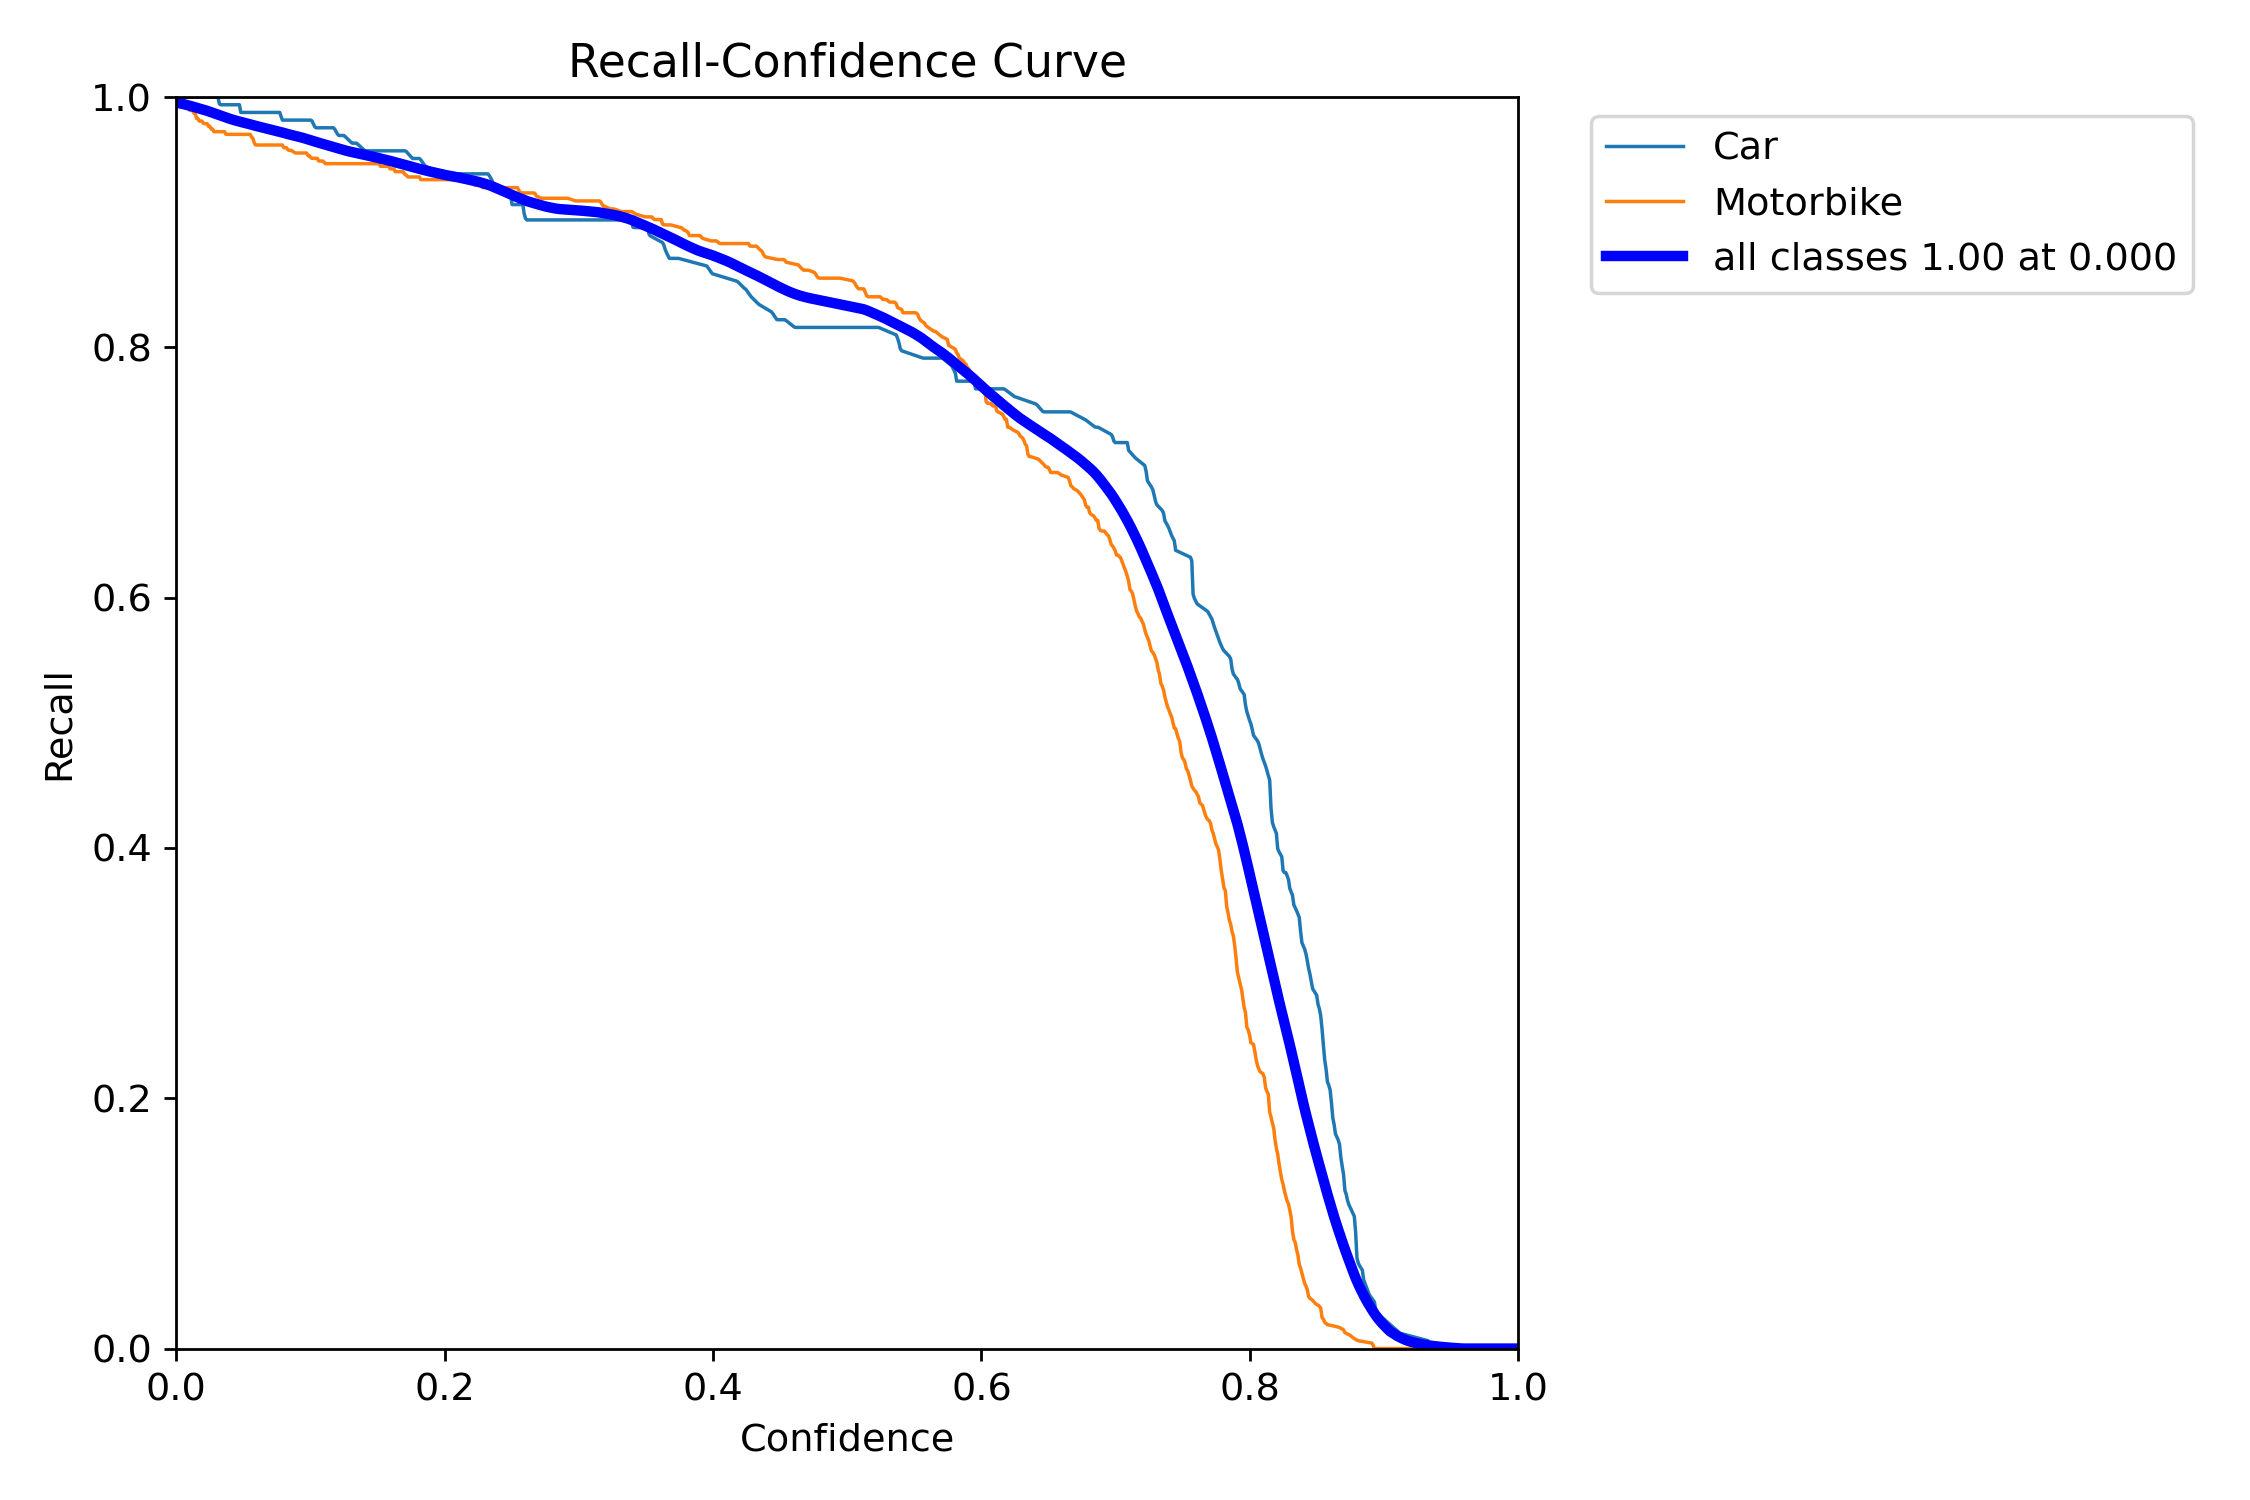 Recall-Confidence Curve
1.0
0.8
0.6
0.4
0.2
0.0
Recall
0.0 0.2 0.4 0.6 0.8 1.0
Confidence
Car
Motorbike
all classes 1.00 at 0.000